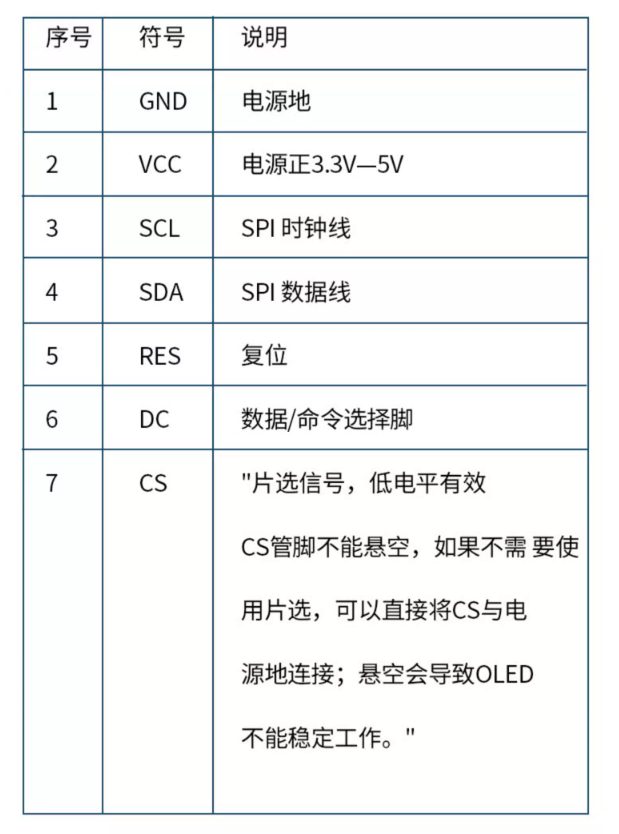 序号 符号 说明
1 GND 电源地
2 VCC 电源正3.3V—5V
3 SCL SPI 时钟线
4 SDA SPI 数据线
5 RES 复位
6 DC 数据/命令选择脚
7 CS "片选信号，低电平有效
CS管脚不能悬空，如果不需 要使
用片选，可以直接将CS与电
源地连接；悬空会导致OLED
不能稳定工作。"